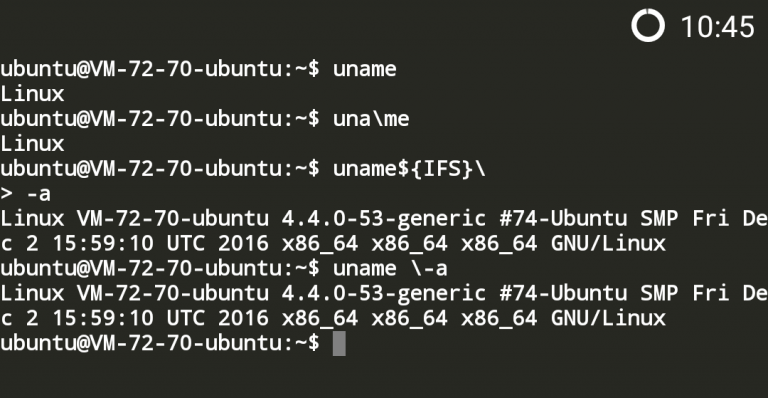 10:45
ubuntu@VM-72-70-ubuntu:~$ uname
Linux
ubuntu@VM-72-70-ubuntu:~$ una\me
Linux
ubuntu@VM-72-70-ubuntu:~$ uname${IFS}\
> -a
Linux VM-72-70-ubuntu 4.4.0-53-generic #74-Ubuntu SMP Fri De
c 2 15:59:10 UTC 2016 x86_64 x86_64 x86_64 GNU/Linux
ubuntu@VM-72-70-ubuntu:~$ uname \-a
Linux VM-72-70-ubuntu 4.4.0-53-generic #74-Ubuntu SMP Fri De
c 2 15:59:10 UTC 2016 x86_64 x86_64 x86_64 GNU/Linux
ubuntu@VM-72-70-ubuntu:~$